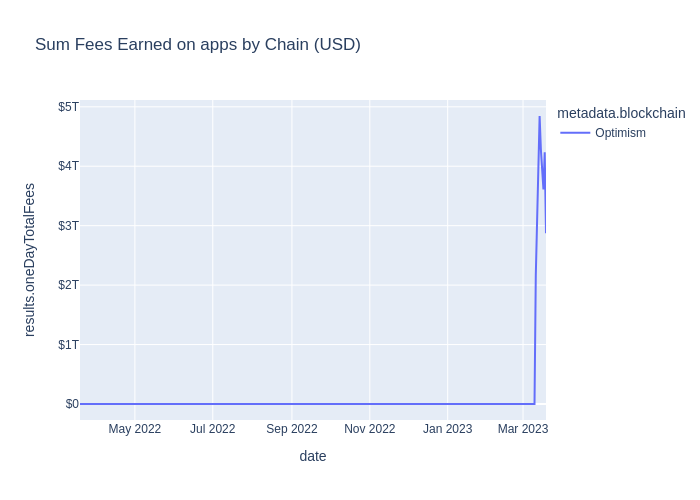 Sum Fees Earned on apps by Chain (USD)
metadata.blockchain
Optimism
results.oneDayTotalFees
$5T
$4T
$3T
$2T
$1T
$0
May 2022
Jul 2022
Sep 2022
Nov 2022
Jan 2023
Mar 2023
date